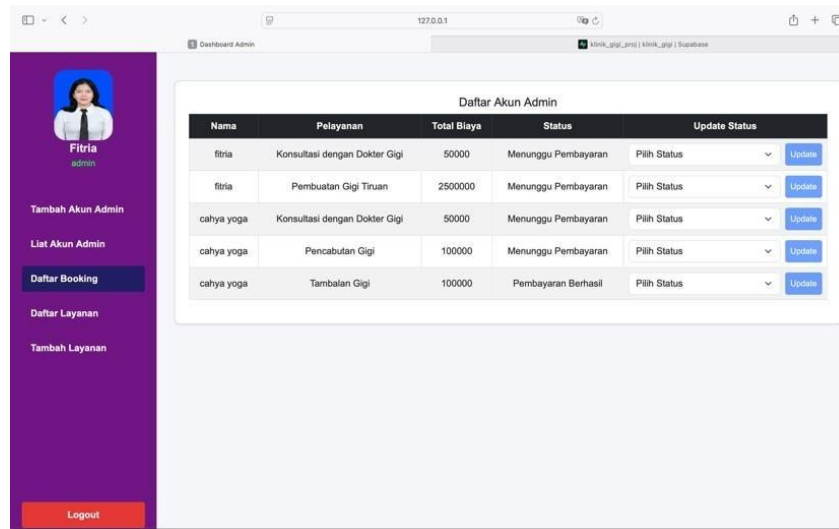 127.0.0.1
Dashboard Admin
klinik_gigi_proj | klinik_gigi | Supabase
Fitria
admin
Tambah Akun Admin
Liat Akun Admin
Daftar Booking
Daftar Layanan
Tambah Layanan
Logout
Daftar Akun Admin
Nama Pelayanan Total Biaya Status Update Status
fitria Konsultasi dengan Dokter Gigi 50000 Menunggu Pembayaran Pilih Status Update
fitria Pembuatan Gigi Tiruan 2500000 Menunggu Pembayaran Pilih Status Update
cahya yoga Konsultasi dengan Dokter Gigi 50000 Menunggu Pembayaran Pilih Status Update
cahya yoga Pencabutan Gigi 100000 Menunggu Pembayaran Pilih Status Update
cahya yoga Tambalan Gigi 100000 Pembayaran Berhasil Pilih Status Update